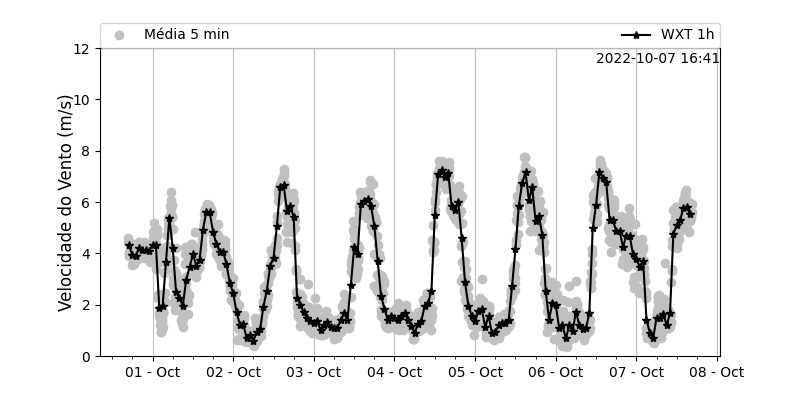 Média 5 min
WXT 1h
2022-10-07 16:41
Velocidade do Vento (m/s)
12
10
8
6
4
2
0
01 - Oct 02 - Oct 03 - Oct 04 - Oct 05 - Oct 06 - Oct 07 - Oct 08 - Oct